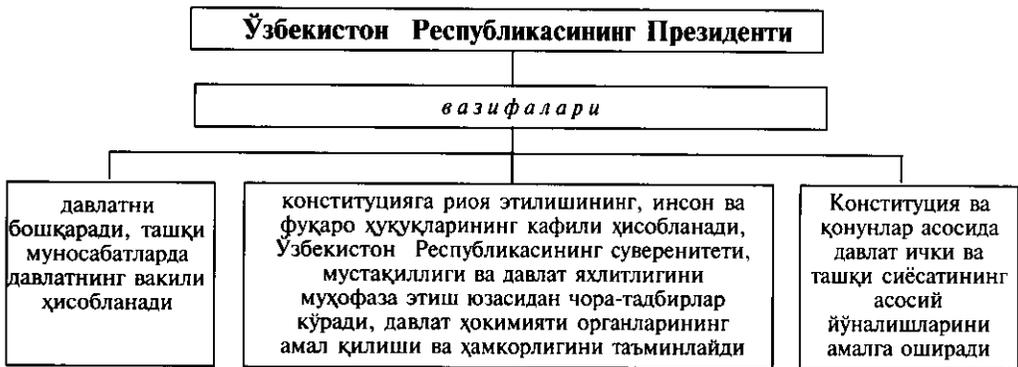 Ўзбекистон Республикасининг Президенти
вазифалари
давлатни
бошқаради, ташқи
муносабатларда
давлатнинг вакили
ҳисобланади
конституцияга риоя этилишининг, инсон ва
фуқаро ҳуқуқларининг кафили ҳисобланади,
Ўзбекистон Республикасининг суверенитети,
мустақиллиги ва давлат яхлитлигини
муҳофаза этиш юзасидан чора-тадбирлар
кўради, давлат ҳокимияти органларининг
амал қилиши ва ҳамкорлигини таъминлайди
Конституция ва
қонунлар асосида
давлат ички ва
ташқи сиёсатининг
асосий
йўналишларини
амалга оширади